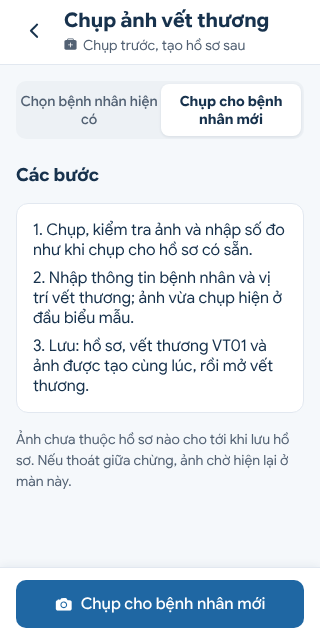 Chụp ảnh vết thương
Chụp trước, tạo hồ sơ sau
Chọn bệnh nhân hiện
có
Chụp cho bệnh
nhân mới
Các bước
1. Chụp, kiểm tra ảnh và nhập số đo
như khi chụp cho hồ sơ có sẵn.
2. Nhập thông tin bệnh nhân và vị
trí vết thương; ảnh vừa chụp hiện ở
đầu biểu mẫu.
3. Lưu: hồ sơ, vết thương VT01 và
ảnh được tạo cùng lúc, rồi mở vết
thương.
Ảnh chưa thuộc hồ sơ nào cho tới khi lưu hồ
sơ. Nếu thoát giữa chừng, ảnh chờ hiện lại ở
màn này.
Chụp cho bệnh nhân mới